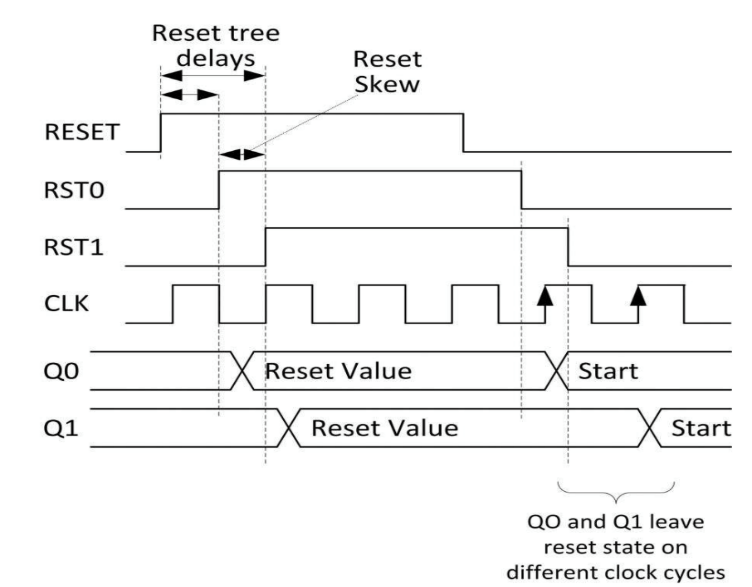 Reset tree
delays
Reset
Skew
RESET
RST0
RST1
CLK
Q0
Reset Value
Start
Q1
Reset Value
Start
QO and Q1 leave
reset state on
different clock cycles